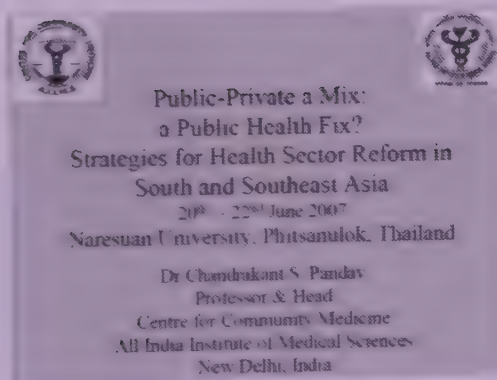 Public-Private a Mix:
a Public Health Fix?
Strategies for Health Sector Reform in
South and Southeast Asia
20th - 22nd June 2007
Naresuan University, Phitsanulok, Thailand
Dr Chandrakant S. Pandav
Professor & Head
Centre for Community Medicine
All India Institute of Medical Sciences
New Delhi, India